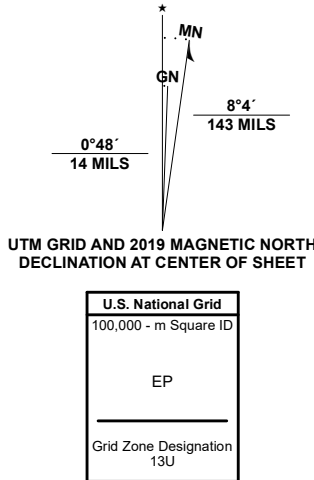 ★
MN
GN
8°4´
143 MILS
0°48´
14 MILS
UTM GRID AND 2019 MAGNETIC NORTH
DECLINATION AT CENTER OF SHEET
U.S. National Grid
100,000 - m Square ID
EP
Grid Zone Designation
13U